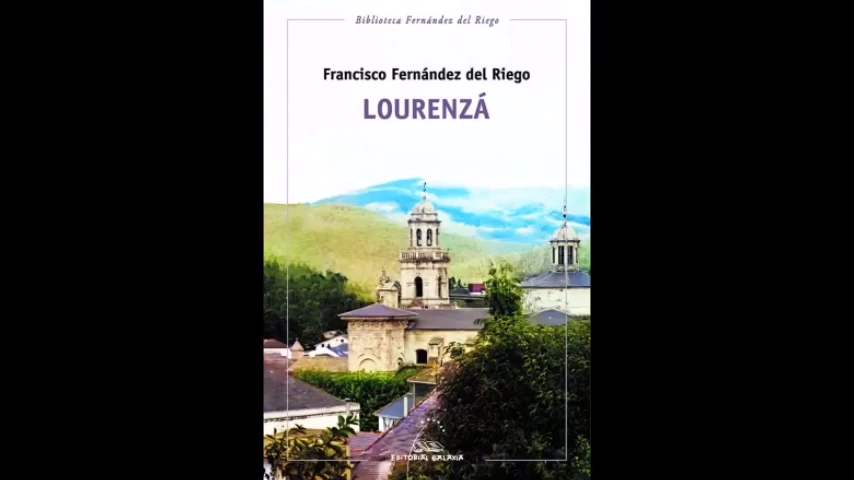 Biblioteca Fernández del Riego
Francisco Fernández del Riego
LOURENZÁ
EDITORIAL GALAXIA